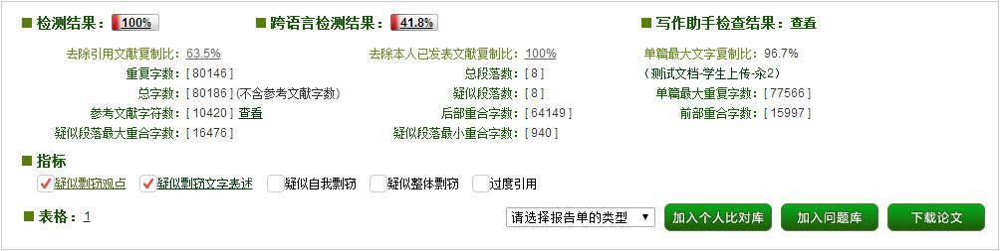 检测结果：100% 跨语言检测结果：41.8% 写作助手检查结果：查看
去除引用文献复制比：63.5% 去除本人已发表文献复制比：100% 单篇最大文字复制比：96.7%
重复字数：[ 80146 ] 总段落数：[ 8 ] （测试文档-学生上传-汆2）
总字数：[ 80186 ] (不含参考文献字数) 疑似段落数：[ 8 ] 单篇最大重复字数：[ 77566 ]
参考文献字符数：[ 10420 ] 查看 后部重合字数：[ 64149 ] 前部重合字数：[ 15997 ]
疑似段落最大重合字数：[ 16476 ] 疑似段落最小重合字数：[ 940 ]
指标
疑似剽窃观点 疑似剽窃文字表述 疑似自我剽窃 疑似整体剽窃 过度引用
表格：1 请选择报告单的类型 加入个人比对库 加入问题库 下载论文